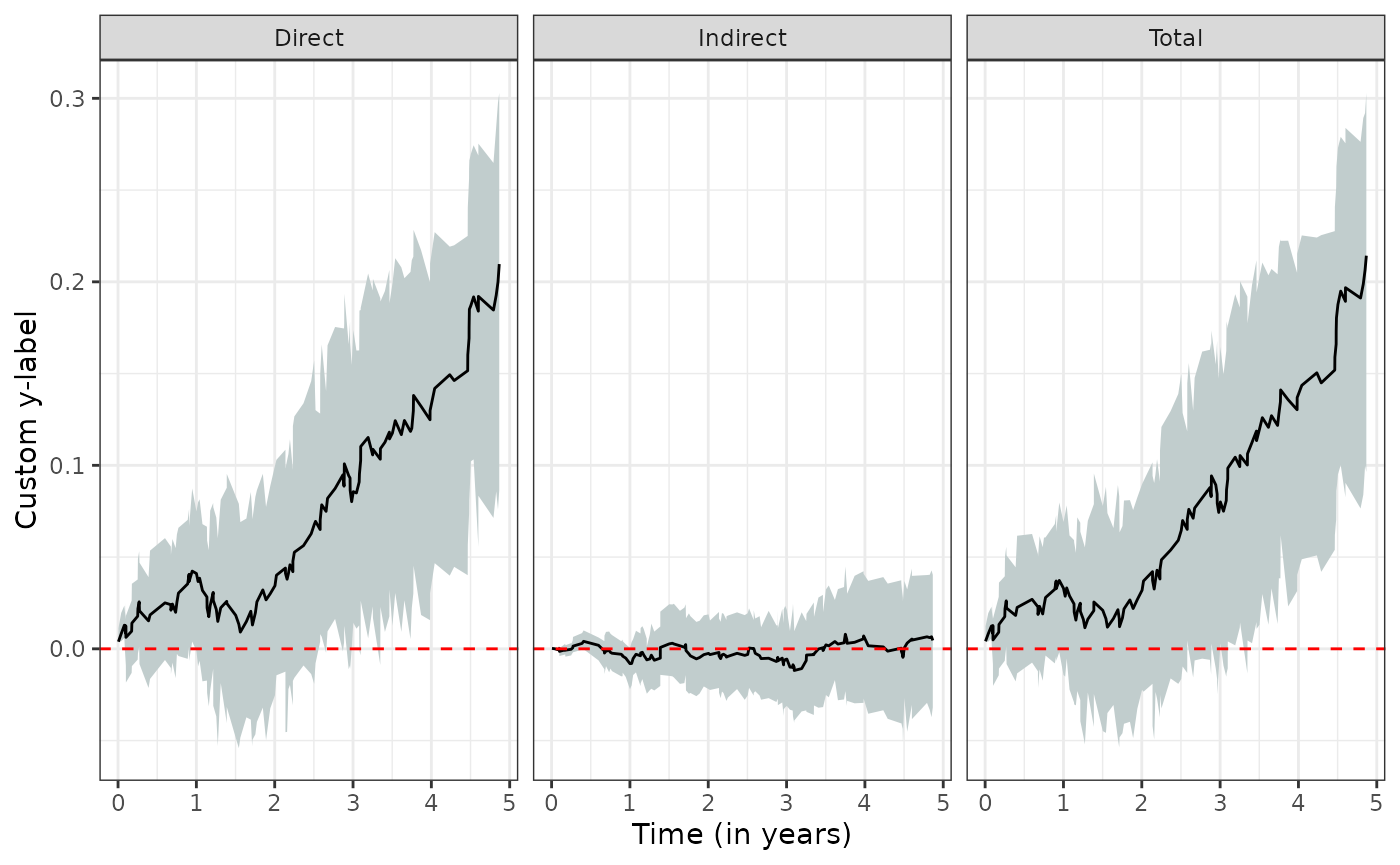 Direct Indirect Total
0.3
0.2
0.1
0.0
Custom y-label
0 1 2 3 4 5 0 1 2 3 4 5 0 1 2 3 4 5
Time (in years)